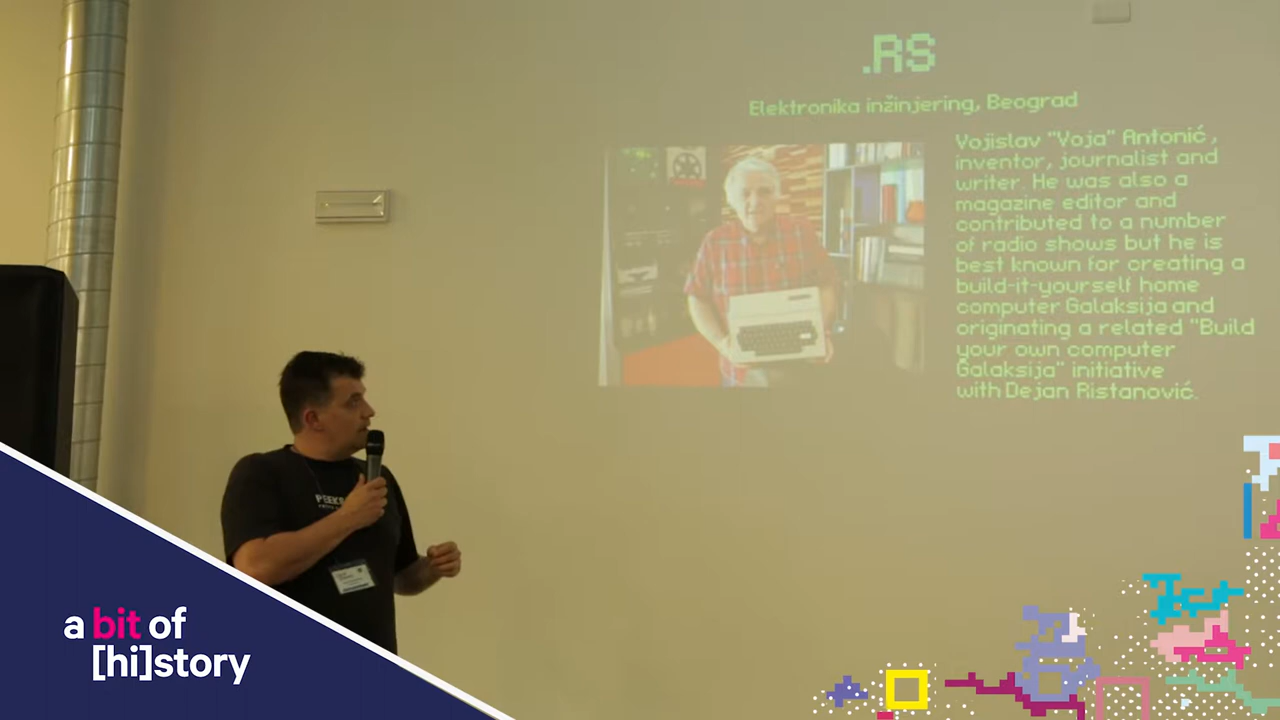 .RS
Elektronika inžinjering, Beograd
Vojislav "Voja" Antonić,
inventor, journalist and
writer. He was also a
magazine editor and
contributed to a number
of radio shows but he is
best known for creating a
build-it-yourself home
computer Galaksija and
originating a related "Build
your own computer
Galaksija" initiative
with Dejan Ristanović.
a bit of
[hi]story